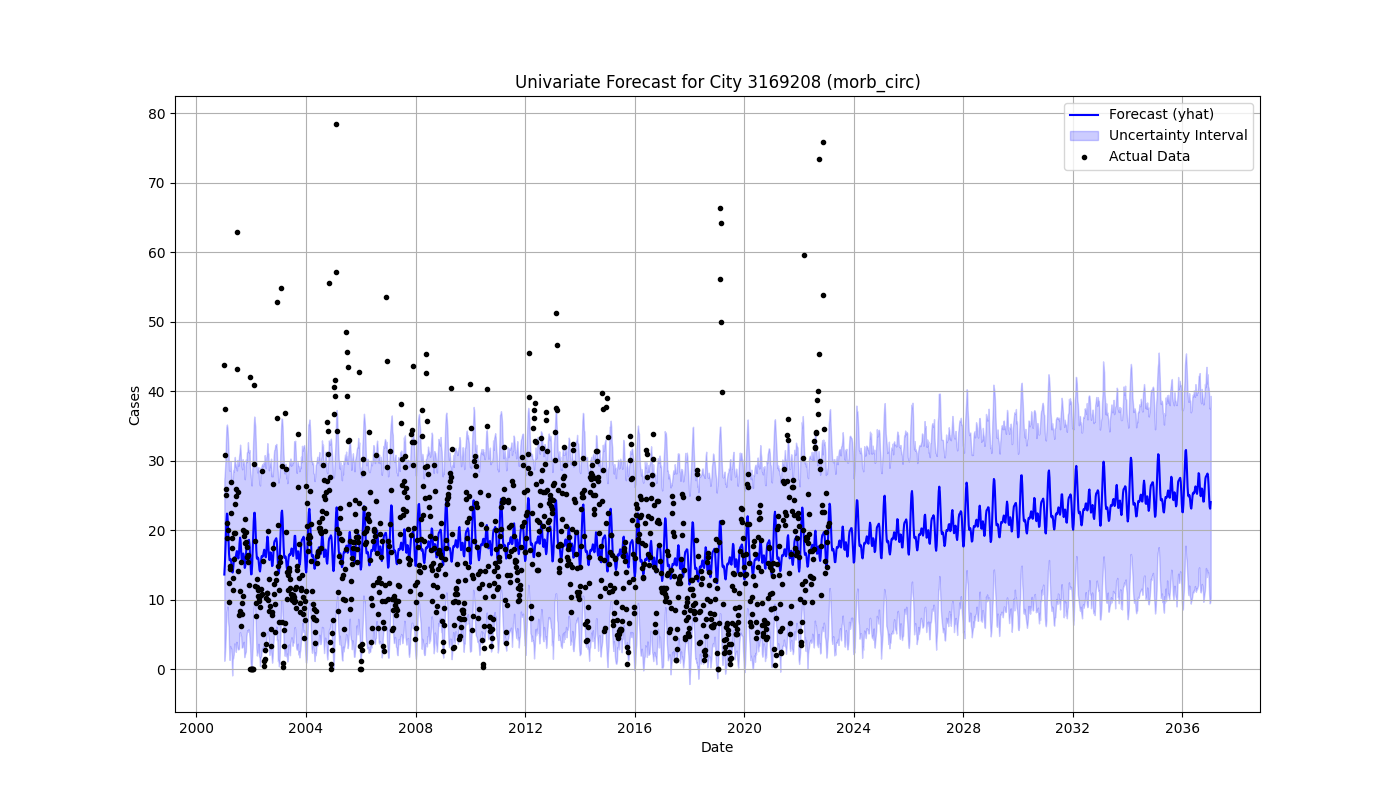 Univariate Forecast for City 3169208 (morb_circ)
Forecast (yhat)
Uncertainty Interval
Actual Data
80
70
60
50
40
30
20
10
0
Cases
2000 2004 2008 2012 2016 2020 2024 2028 2032 2036
Date